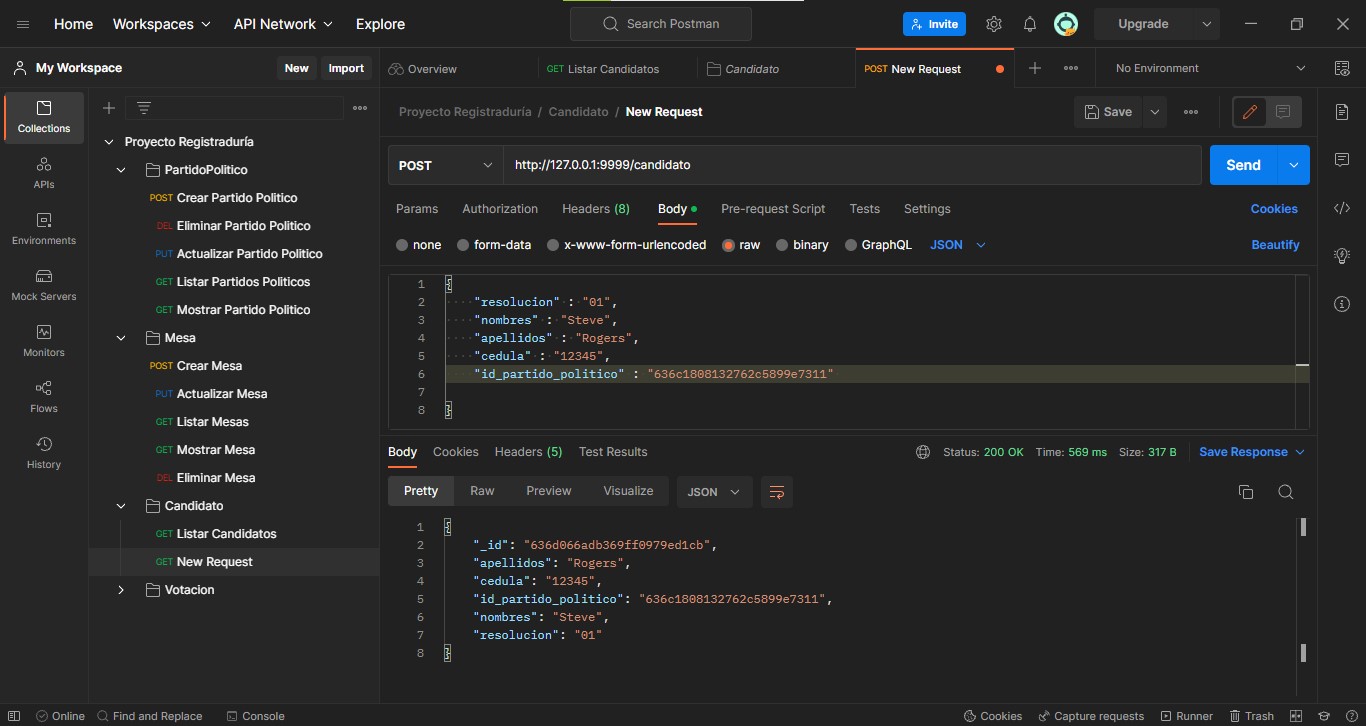 Home Workspaces API Network Explore Search Postman Invite Upgrade
My Workspace New Import Overview GET Listar Candidatos Candidato POST New Request No Environment
Collections
APIs
Environments
Mock Servers
Monitors
Flows
History
Proyecto Registraduría
PartidoPolitico
POST Crear Partido Politico
DEL Eliminar Partido Politico
PUT Actualizar Partido Politico
GET Listar Partidos Politicos
GET Mostrar Partido Politico
Mesa
POST Crear Mesa
PUT Actualizar Mesa
GET Listar Mesas
GET Mostrar Mesa
DEL Eliminar Mesa
Candidato
GET Listar Candidatos
GET New Request
Votacion
Proyecto Registraduría / Candidato / New Request Save
POST http://127.0.0.1:9999/candidato Send
Params Authorization Headers (8) Body Pre-request Script Tests Settings Cookies
none form-data x-www-form-urlencoded raw binary GraphQL JSON Beautify
1 {
2 "resolucion" : "01",
3 "nombres" : "Steve",
4 "apellidos" : "Rogers",
5 "cedula" : "12345",
6 "id_partido_politico" : "636c1808132762c5899e7311"
7
8 }
Body Cookies Headers (5) Test Results Status: 200 OK Time: 569 ms Size: 317 B Save Response
Pretty Raw Preview Visualize JSON
1 {
2 "_id": "636d066adb369ff0979ed1cb",
3 "apellidos": "Rogers",
4 "cedula": "12345",
5 "id_partido_politico": "636c1808132762c5899e7311",
6 "nombres": "Steve",
7 "resolucion": "01"
8 }
Online Find and Replace Console Cookies Capture requests Runner Trash